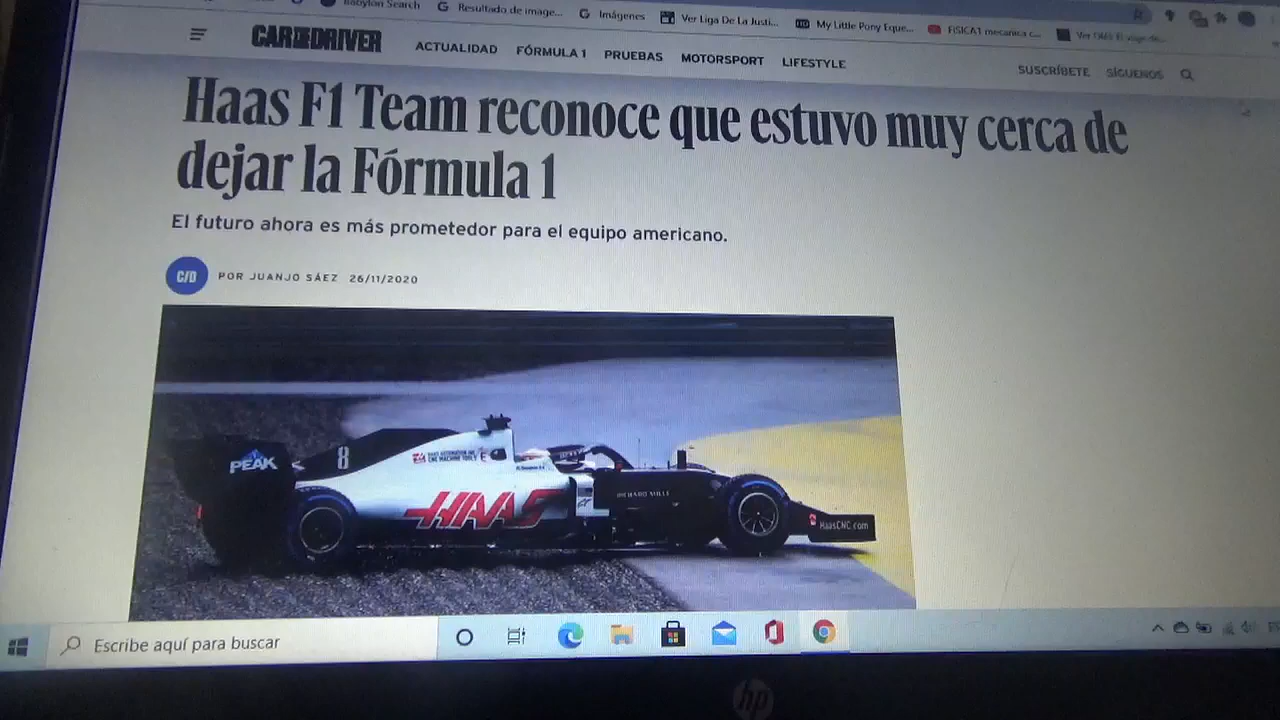 Babylon Search
Resultado de image...
Imágenes
Ver Liga De La Justi...
My Little Pony Eque...
FISICA1 mecanica c...
CAR AND DRIVER
ACTUALIDAD FÓRMULA 1 PRUEBAS MOTORSPORT LIFESTYLE
SUSCRÍBETE SÍGUENOS
Haas F1 Team reconoce que estuvo muy cerca de
dejar la Fórmula 1
El futuro ahora es más prometedor para el equipo americano.
C/D POR JUANJO SÁEZ 26/11/2020
PEAK
8
HAAS
RICHARD MILLE
HaasCNC.com
Escribe aquí para buscar
hp